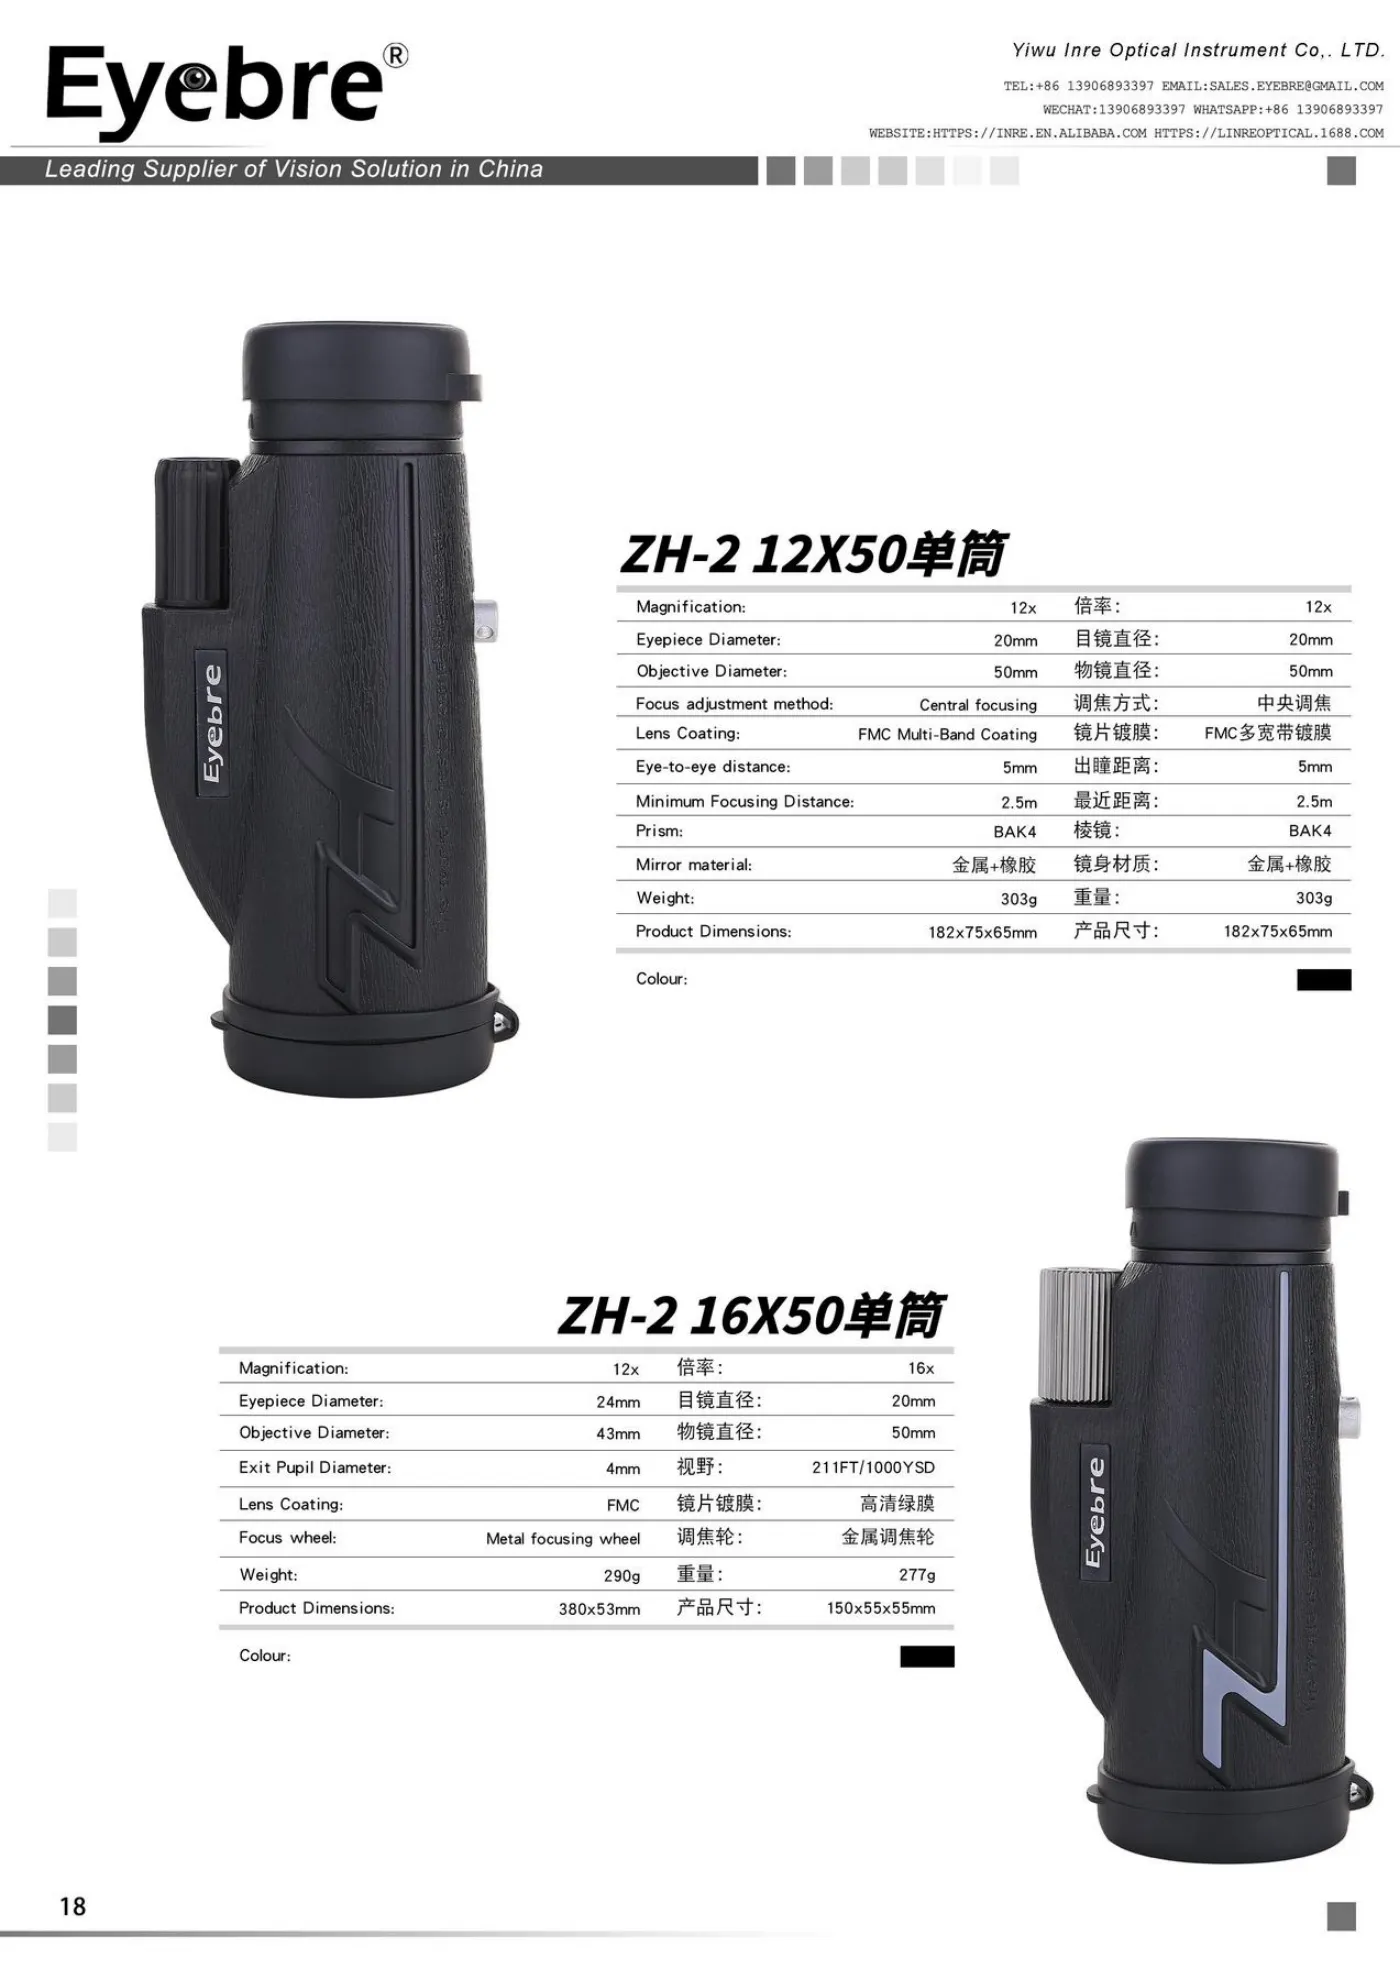 Eyebre®
Yiwu Inre Optical Instrument Co,. LTD.
TEL:+86 13906893397 EMAIL:SALES.EYEBRE@GMAIL.COM
WECHAT:13906893397 WHATSAPP:+86 13906893397
WEBSITE:HTTPS://INRE.EN.ALIBABA.COM HTTPS://LINREOPTICAL.1688.COM
Leading Supplier of Vision Solution in China
Eyebre
ZH-2 12X50单筒
Magnification: 12x 倍率: 12x
Eyepiece Diameter: 20mm 目镜直径: 20mm
Objective Diameter: 50mm 物镜直径: 50mm
Focus adjustment method: Central focusing 调焦方式: 中央调焦
Lens Coating: FMC Multi-Band Coating 镜片镀膜: FMC多宽带镀膜
Eye-to-eye distance: 5mm 出瞳距离: 5mm
Minimum Focusing Distance: 2.5m 最近距离: 2.5m
Prism: BAK4 棱镜: BAK4
Mirror material: 金属+橡胶 镜身材质: 金属+橡胶
Weight: 303g 重量: 303g
Product Dimensions: 182x75x65mm 产品尺寸: 182x75x65mm
Colour:
ZH-2 16X50单筒
Magnification: 12x 倍率: 16x
Eyepiece Diameter: 24mm 目镜直径: 20mm
Objective Diameter: 43mm 物镜直径: 50mm
Exit Pupil Diameter: 4mm 视野: 211FT/1000YSD
Lens Coating: FMC 镜片镀膜: 高清绿膜
Focus wheel: Metal focusing wheel 调焦轮: 金属调焦轮
Weight: 290g 重量: 277g
Product Dimensions: 380x53mm 产品尺寸: 150x55x55mm
Colour:
Eyebre
18